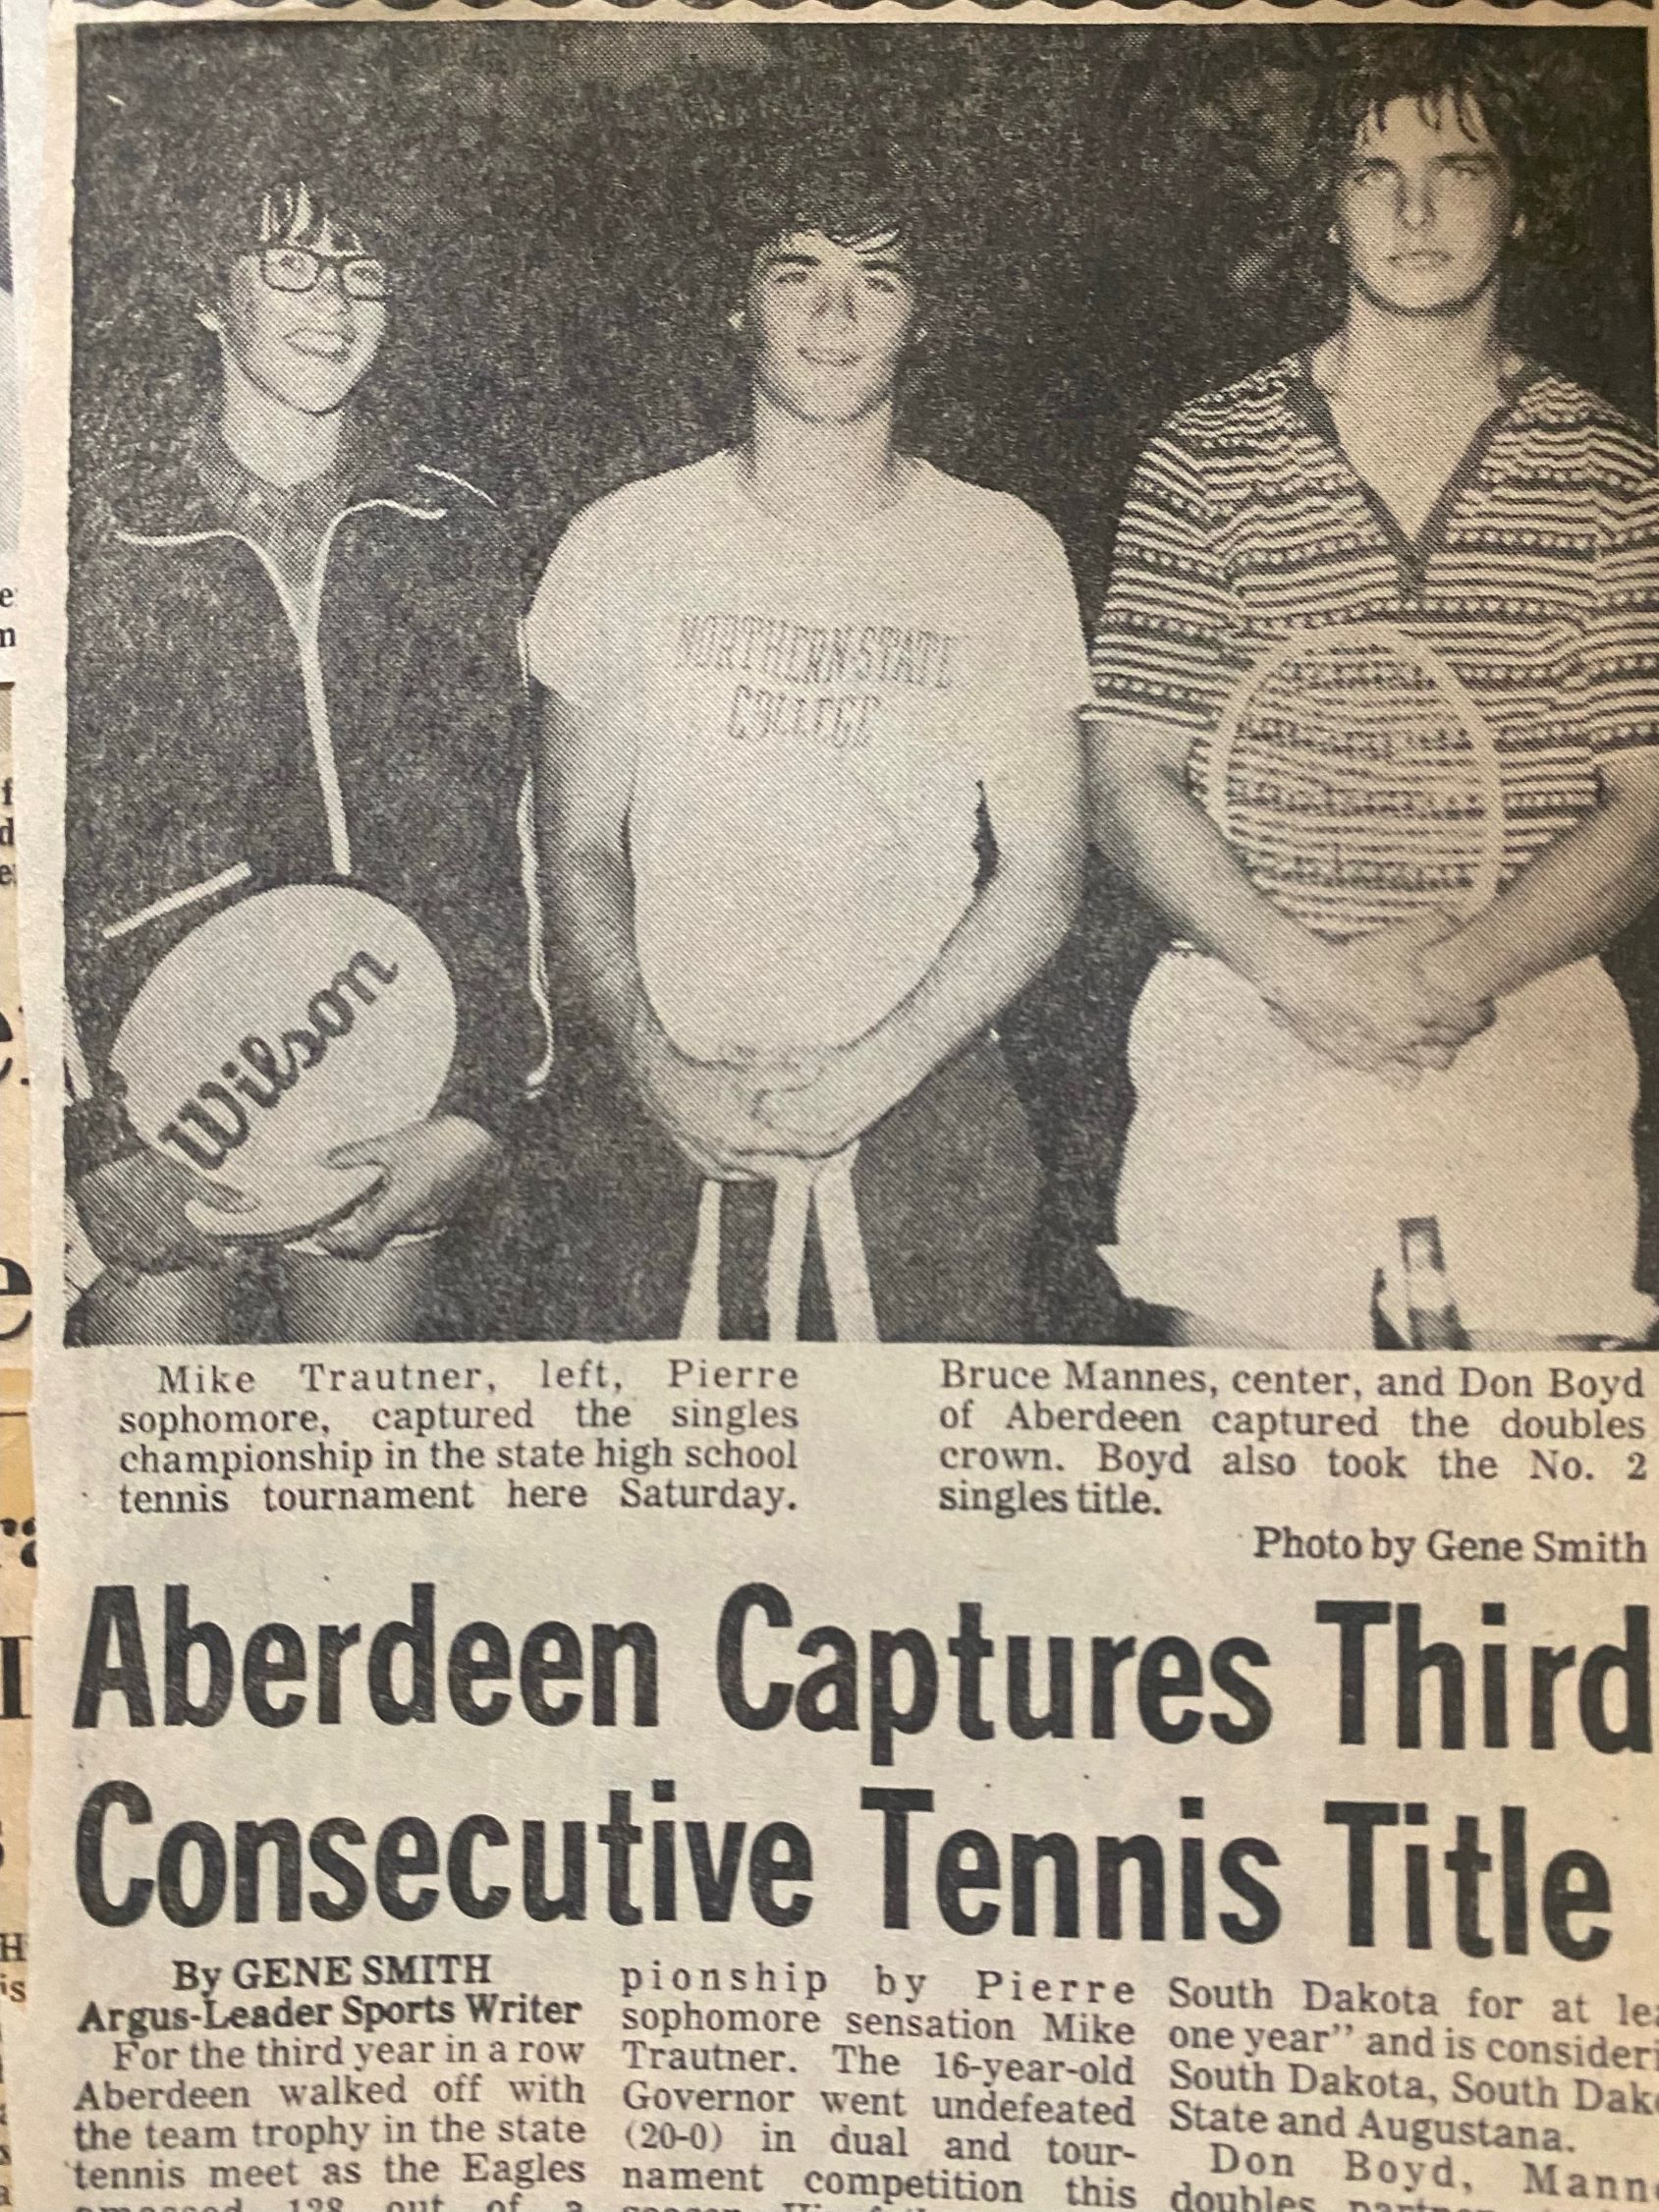 NORTHERN STATE
COLLEGE
Wilson
Mike Trautner, left, Pierre
sophomore, captured the singles
championship in the state high school
tennis tournament here Saturday.
Bruce Mannes, center, and Don Boyd
of Aberdeen captured the doubles
crown. Boyd also took the No. 2
singles title.
Photo by Gene Smith
Aberdeen Captures Third
Consecutive Tennis Title
By GENE SMITH
Argus-Leader Sports Writer
For the third year in a row
Aberdeen walked off with
the team trophy in the state
tennis meet as the Eagles
amassed 128 out of a
pionship by Pierre
sophomore sensation Mike
Trautner. The 16-year-old
Governor went undefeated
(20-0) in dual and tour-
nament competition this
South Dakota for at
one year" and is
South Dakota, South
State and Augustana.
Don Boyd,
doubles